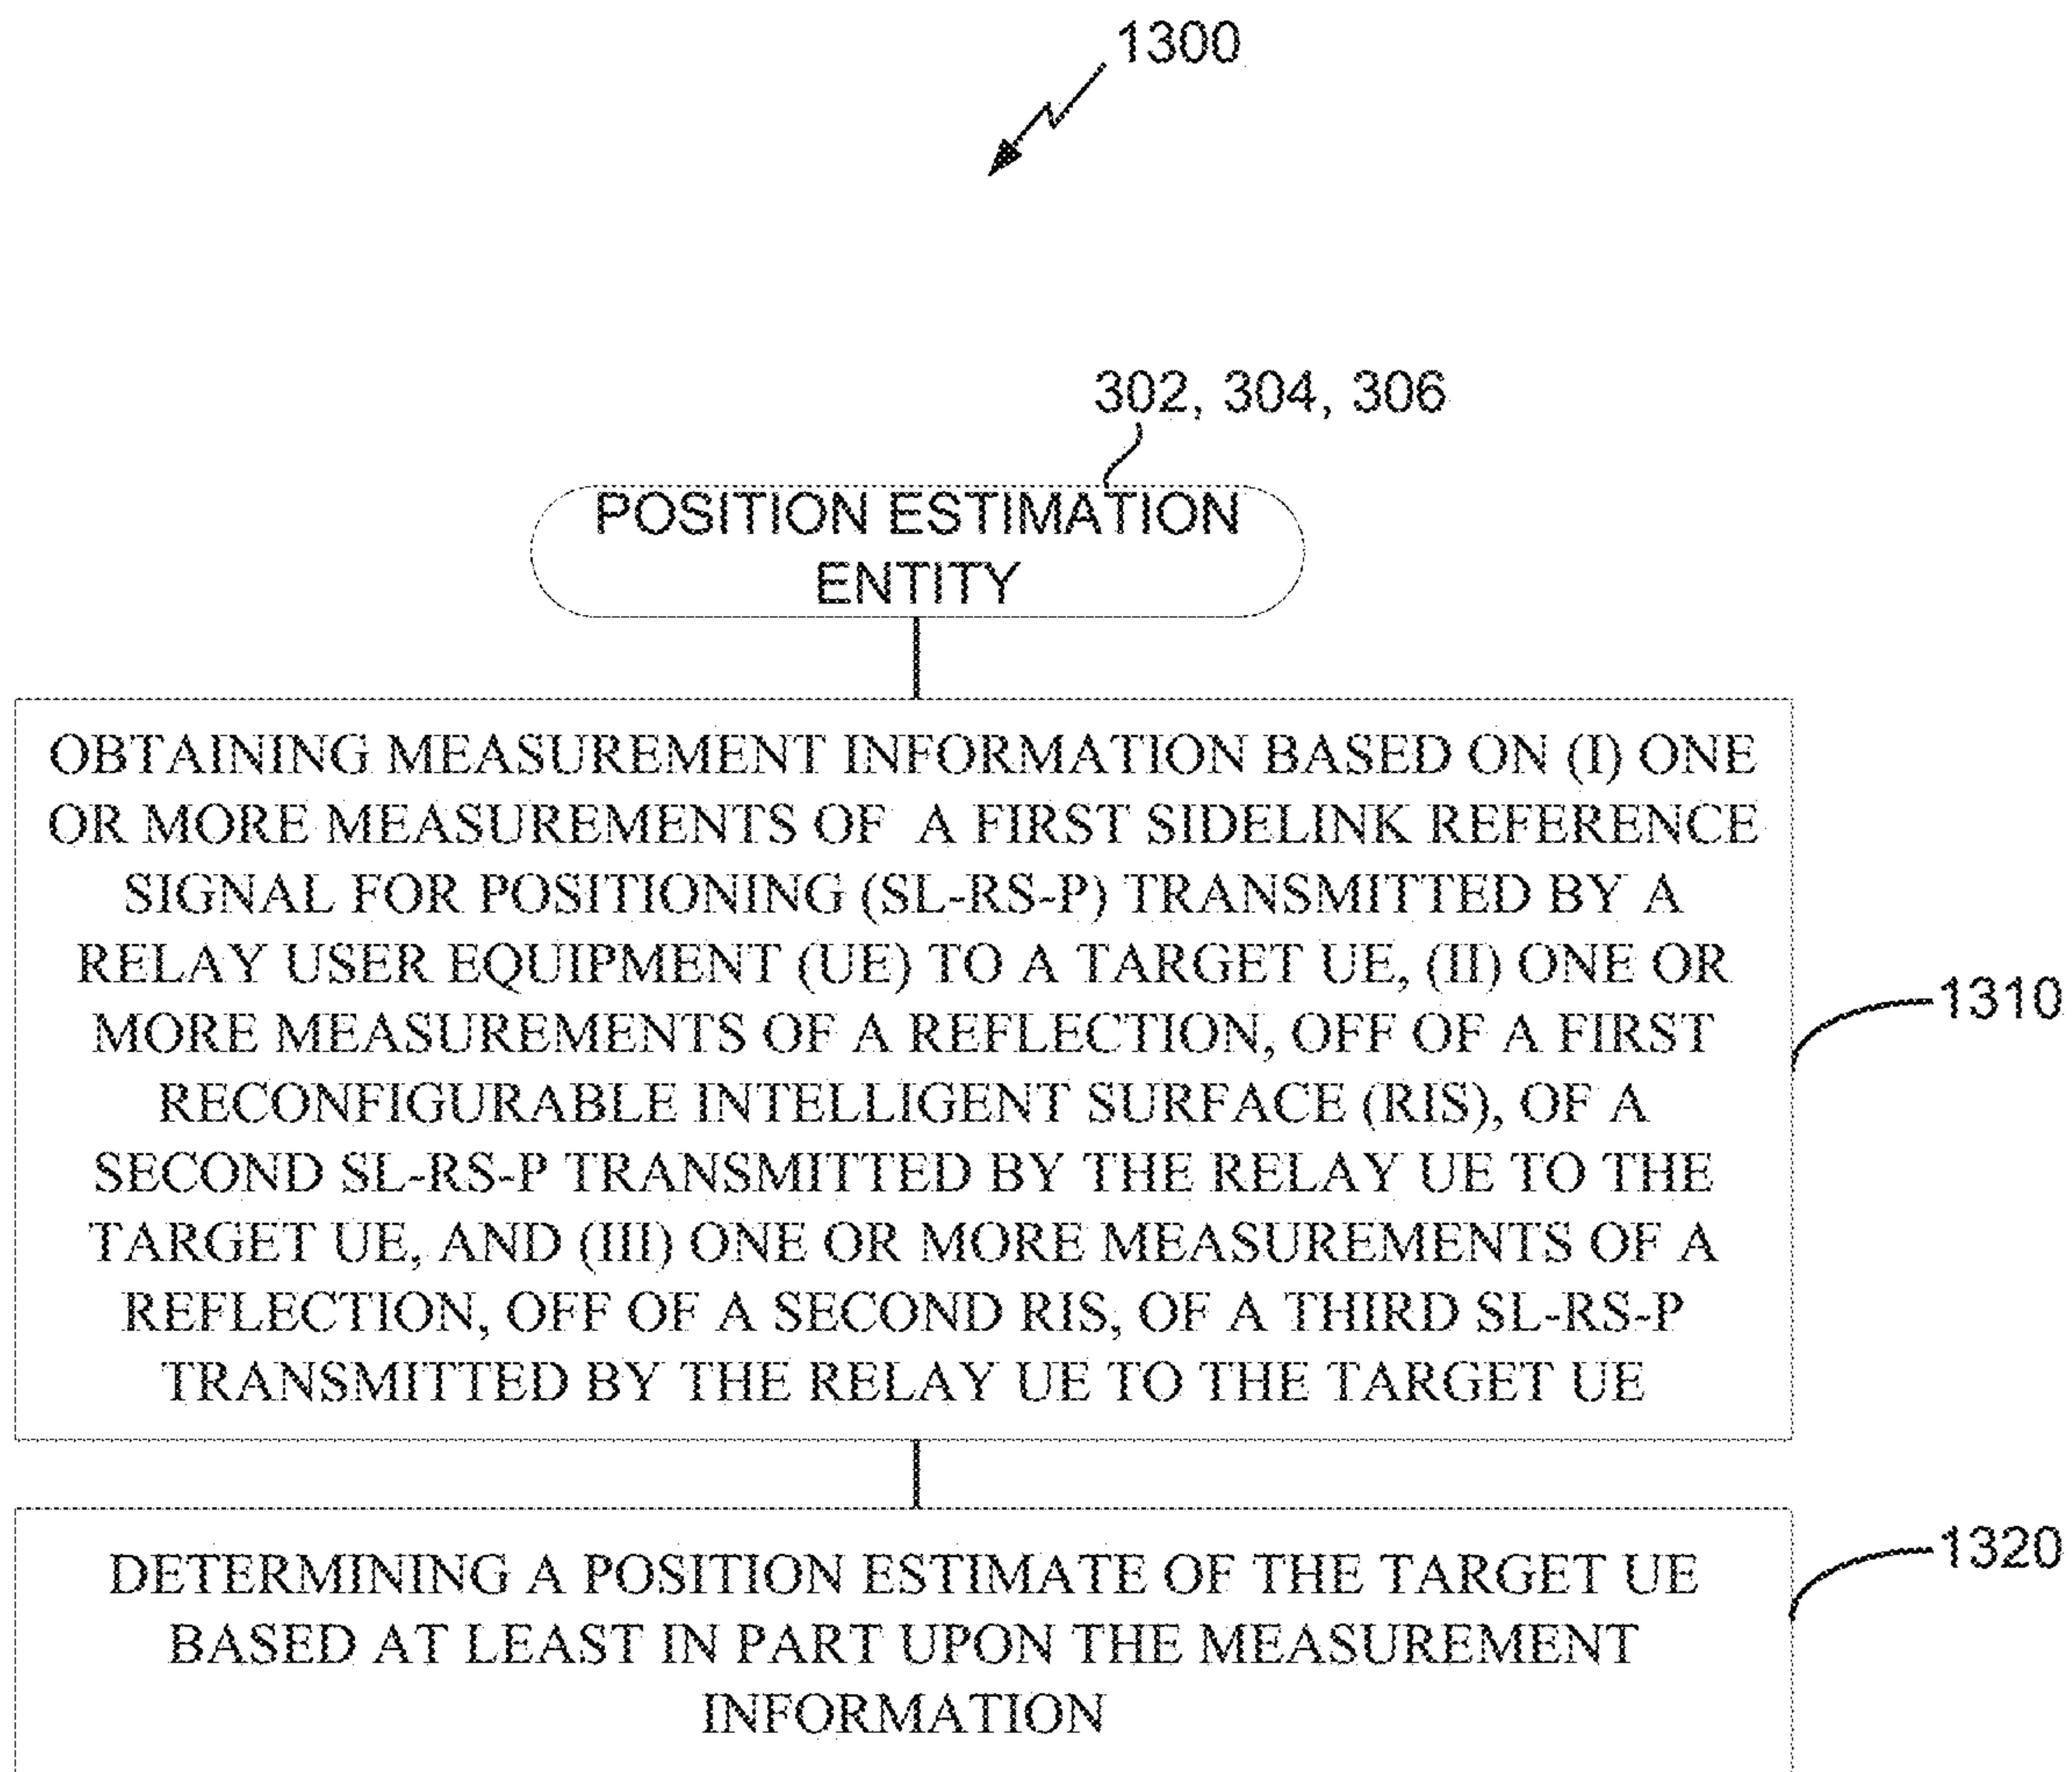 1300
302, 304, 306
POSITION ESTIMATION
ENTITY
OBTAINING MEASUREMENT INFORMATION BASED ON (I) ONE
OR MORE MEASUREMENTS OF A FIRST SIDELINK REFERENCE
SIGNAL FOR POSITIONING (SL-RS-P) TRANSMITTED BY A
RELAY USER EQUIPMENT (UE) TO A TARGET UE, (II) ONE OR
MORE MEASUREMENTS OF A REFLECTION, OFF OF A FIRST
RECONFIGURABLE INTELLIGENT SURFACE (RIS), OF A
SECOND SL-RS-P TRANSMITTED BY THE RELAY UE TO THE
TARGET UE, AND (III) ONE OR MORE MEASUREMENTS OF A
REFLECTION, OFF OF A SECOND RIS, OF A THIRD SL-RS-P
TRANSMITTED BY THE RELAY UE TO THE TARGET UE
1310
DETERMINING A POSITION ESTIMATE OF THE TARGET UE
BASED AT LEAST IN PART UPON THE MEASUREMENT
INFORMATION
1320